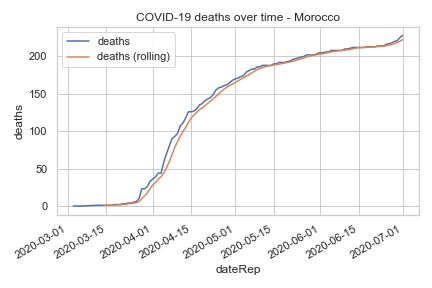 COVID-19 deaths over time - Morocco
deaths
deaths (rolling)
deaths
200
150
100
50
0
2020-03-01
2020-03-15
2020-04-01
2020-04-15
2020-05-01
2020-05-15
2020-06-01
2020-06-15
2020-07-01
dateRep